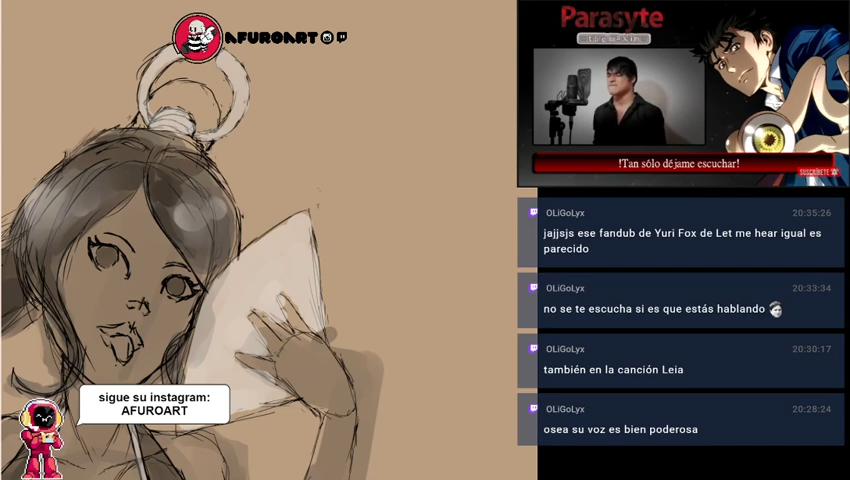 AFUROART
Parasyte
!Tan sólo déjame escuchar!
SUSCRÍBETE
OLiGoLyx 20:35:26
jajjsjs ese fandub de Yuri Fox de Let me hear igual es
parecido
OLiGoLyx 20:33:34
no se te escucha si es que estás hablando
OLiGoLyx 20:30:17
también en la canción Leia
OLiGoLyx 20:28:24
osea su voz es bien poderosa
sigue su instagram:
AFUROART